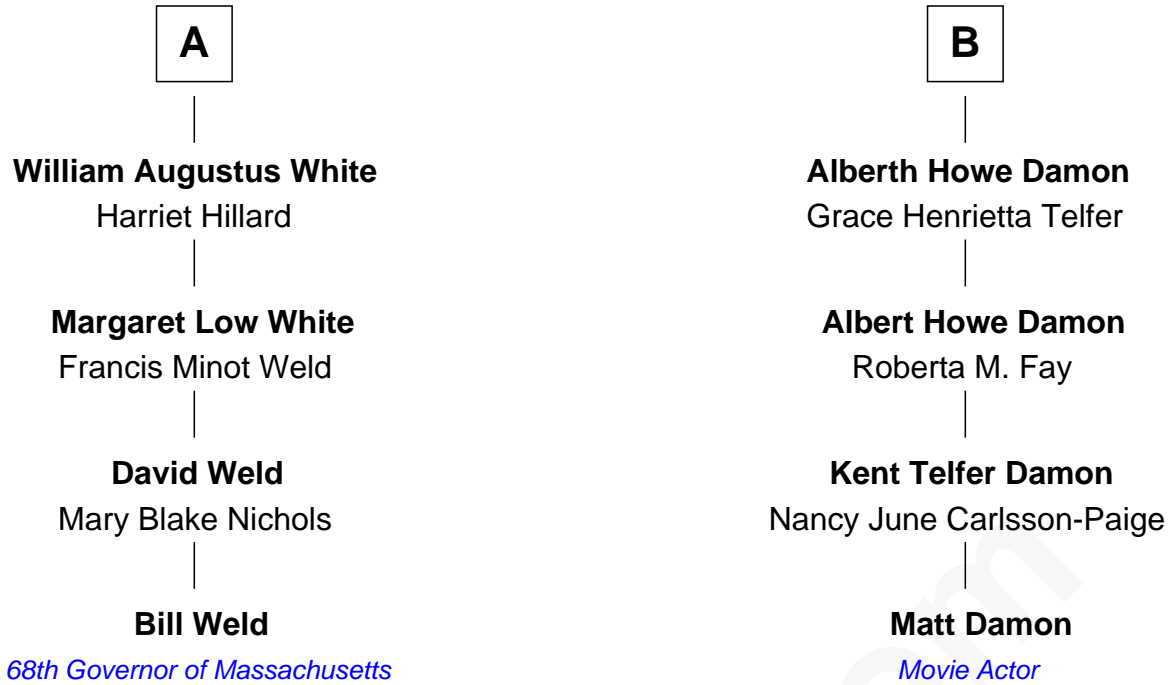 A
William Augustus White
Harriet Hillard
Margaret Low White
Francis Minot Weld
David Weld
Mary Blake Nichols
Bill Weld
68th Governor of Massachusetts
B
Alberth Howe Damon
Grace Henrietta Telfer
Albert Howe Damon
Roberta M. Fay
Kent Telfer Damon
Nancy June Carlsson-Paige
Matt Damon
Movie Actor